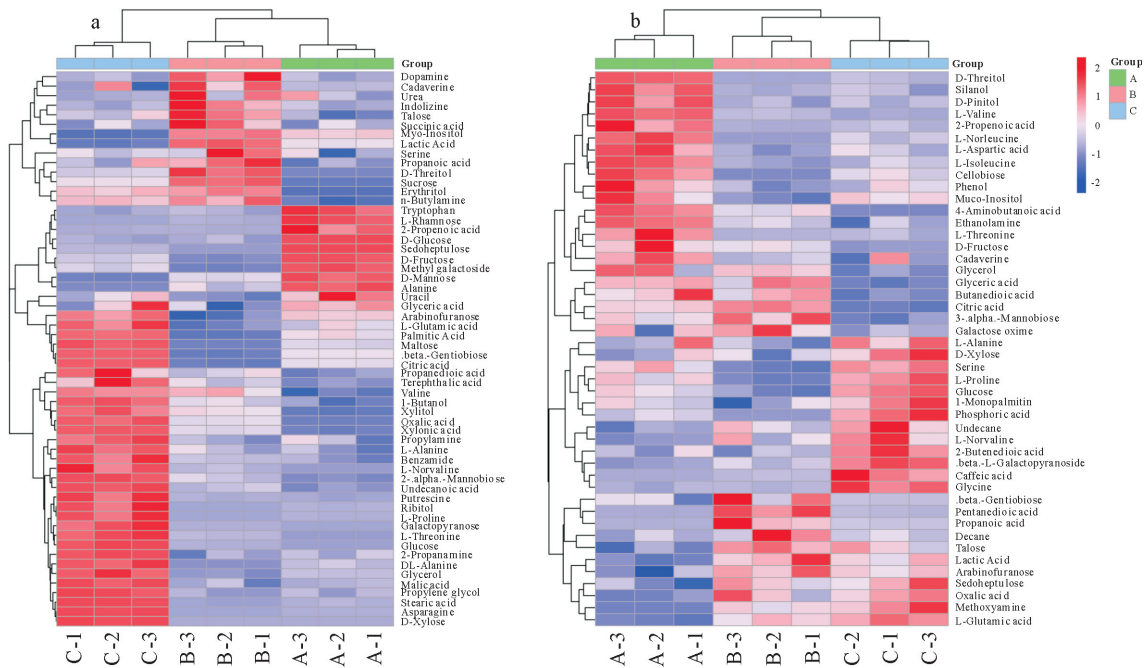 a
Group
Dopamine
Cadaverine
Urea
Indolizine
Talose
Succinic acid
Myo-Inositol
Lactic Acid
Serine
Propanoic acid
D-Threitol
Sucrose
Erythritol
n-Butylamine
Tryptophan
L-Rhamnose
2-Propenoic acid
D-Glucose
Sedoheptulose
D-Fructose
Methyl galactoside
D-Mannose
Alanine
Uracil
Glyceric acid
Arabinofuranose
L-Glutamic acid
Palmitic Acid
Maltose
.beta.-Gentiobiose
Citric acid
Propanedioic acid
Terephthalic acid
Valine
1-Butanol
Xylitol
Oxalic acid
Xylonic acid
Propylamine
L-Alanine
Benzamide
L-Norvaline
2-.alpha.-Mannobiose
Undecanoic acid
Putrescine
Ribitol
L-Proline
Galactopyranose
L-Threonine
Glucose
2-Propanamine
DL-Alanine
Glycerol
Malic acid
Propylene glycol
Stearic acid
Asparagine
D-Xylose
C-1 C-2 C-3 B-3 B-2 B-1 A-3 A-2 A-1
b
Group
D-Threitol
Silanol
D-Pinitol
L-Valine
2-Propenoic acid
L-Norleucine
L-Aspartic acid
L-Isoleucine
Cellobiose
Phenol
Muco-Inositol
4-Aminobutanoic acid
Ethanolamine
L-Threonine
D-Fructose
Cadaverine
Glycerol
Glyceric acid
Butanedioic acid
Citric acid
3-.alpha.-Mannobiose
Galactose oxime
L-Alanine
D-Xylose
Serine
L-Proline
Glucose
1-Monopalmitin
Phosphoric acid
Undecane
L-Norvaline
2-Butenedioic acid
.beta.-L-Galactopyranoside
Caffeic acid
Glycine
.beta.-Gentiobiose
Pentanedioic acid
Propanoic acid
Decane
Talose
Lactic Acid
Arabinofuranose
Sedoheptulose
Oxalic acid
Methoxyamine
L-Glutamic acid
A-3 A-2 A-1 B-3 B-2 B-1 C-2 C-1 C-3
2
1
0
-1
-2
Group
A
B
C